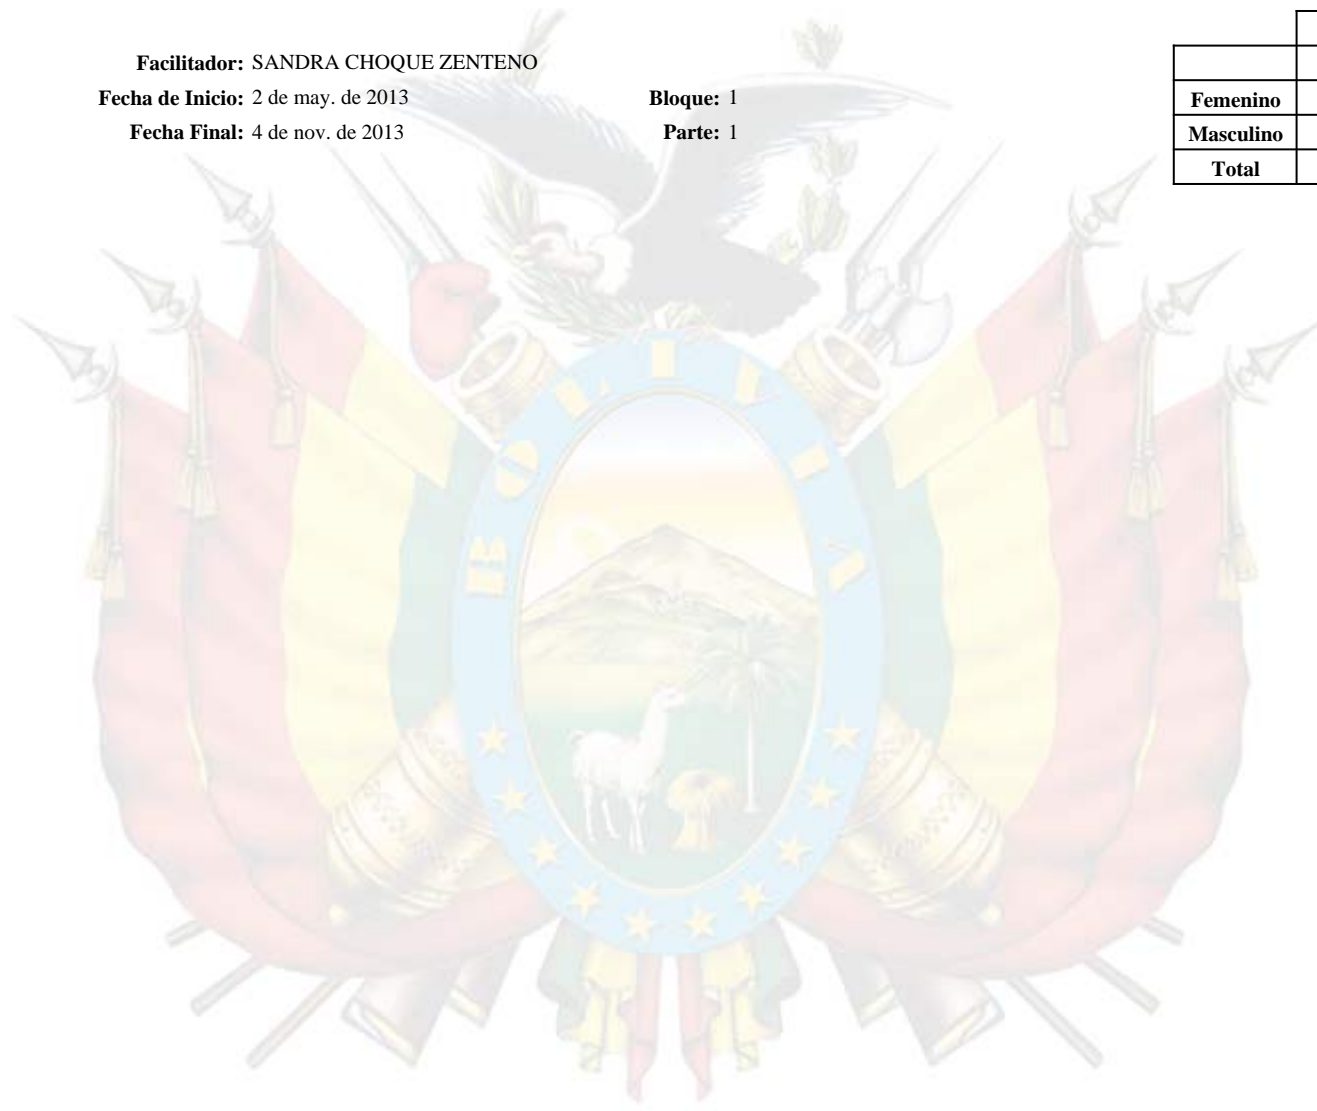 Facilitador: SANDRA CHOQUE ZENTENO
Fecha de Inicio: 2 de may. de 2013 Bloque: 1
Fecha Final: 4 de nov. de 2013 Parte: 1
Femenino
Masculino
Total
BOLIVIA